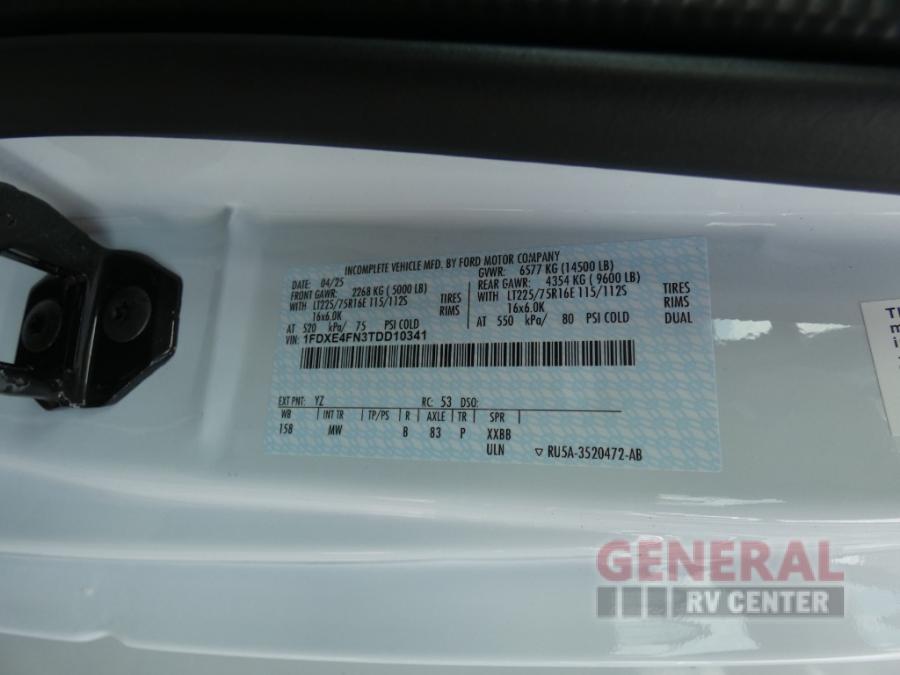 INCOMPLETE VEHICLE MFD. BY FORD MOTOR COMPANY
DATE: 04/25 GVWR: 6577 KG (14500 LB)
FRONT GAWR: 2268 KG ( 5000 LB) REAR GAWR: 4354 KG ( 9600 LB)
WITH LT225/75R16E 115/112S TIRES WITH LT225/75R16E 115/112S TIRES
16x6.0K RIMS 16x6.0K RIMS
AT 520 kPa/ 75 PSI COLD AT 550 kPa/ 80 PSI COLD DUAL
VIN: 1FDXE4FN3TDD10341
EXT PNT: YZ RC: 53 DSO:
WB INT TR TP/PS R AXLE TR SPR
158 MW B 83 P XXBB
ULN ▽ RU5A-3520472-AB
GENERAL
RV CENTER